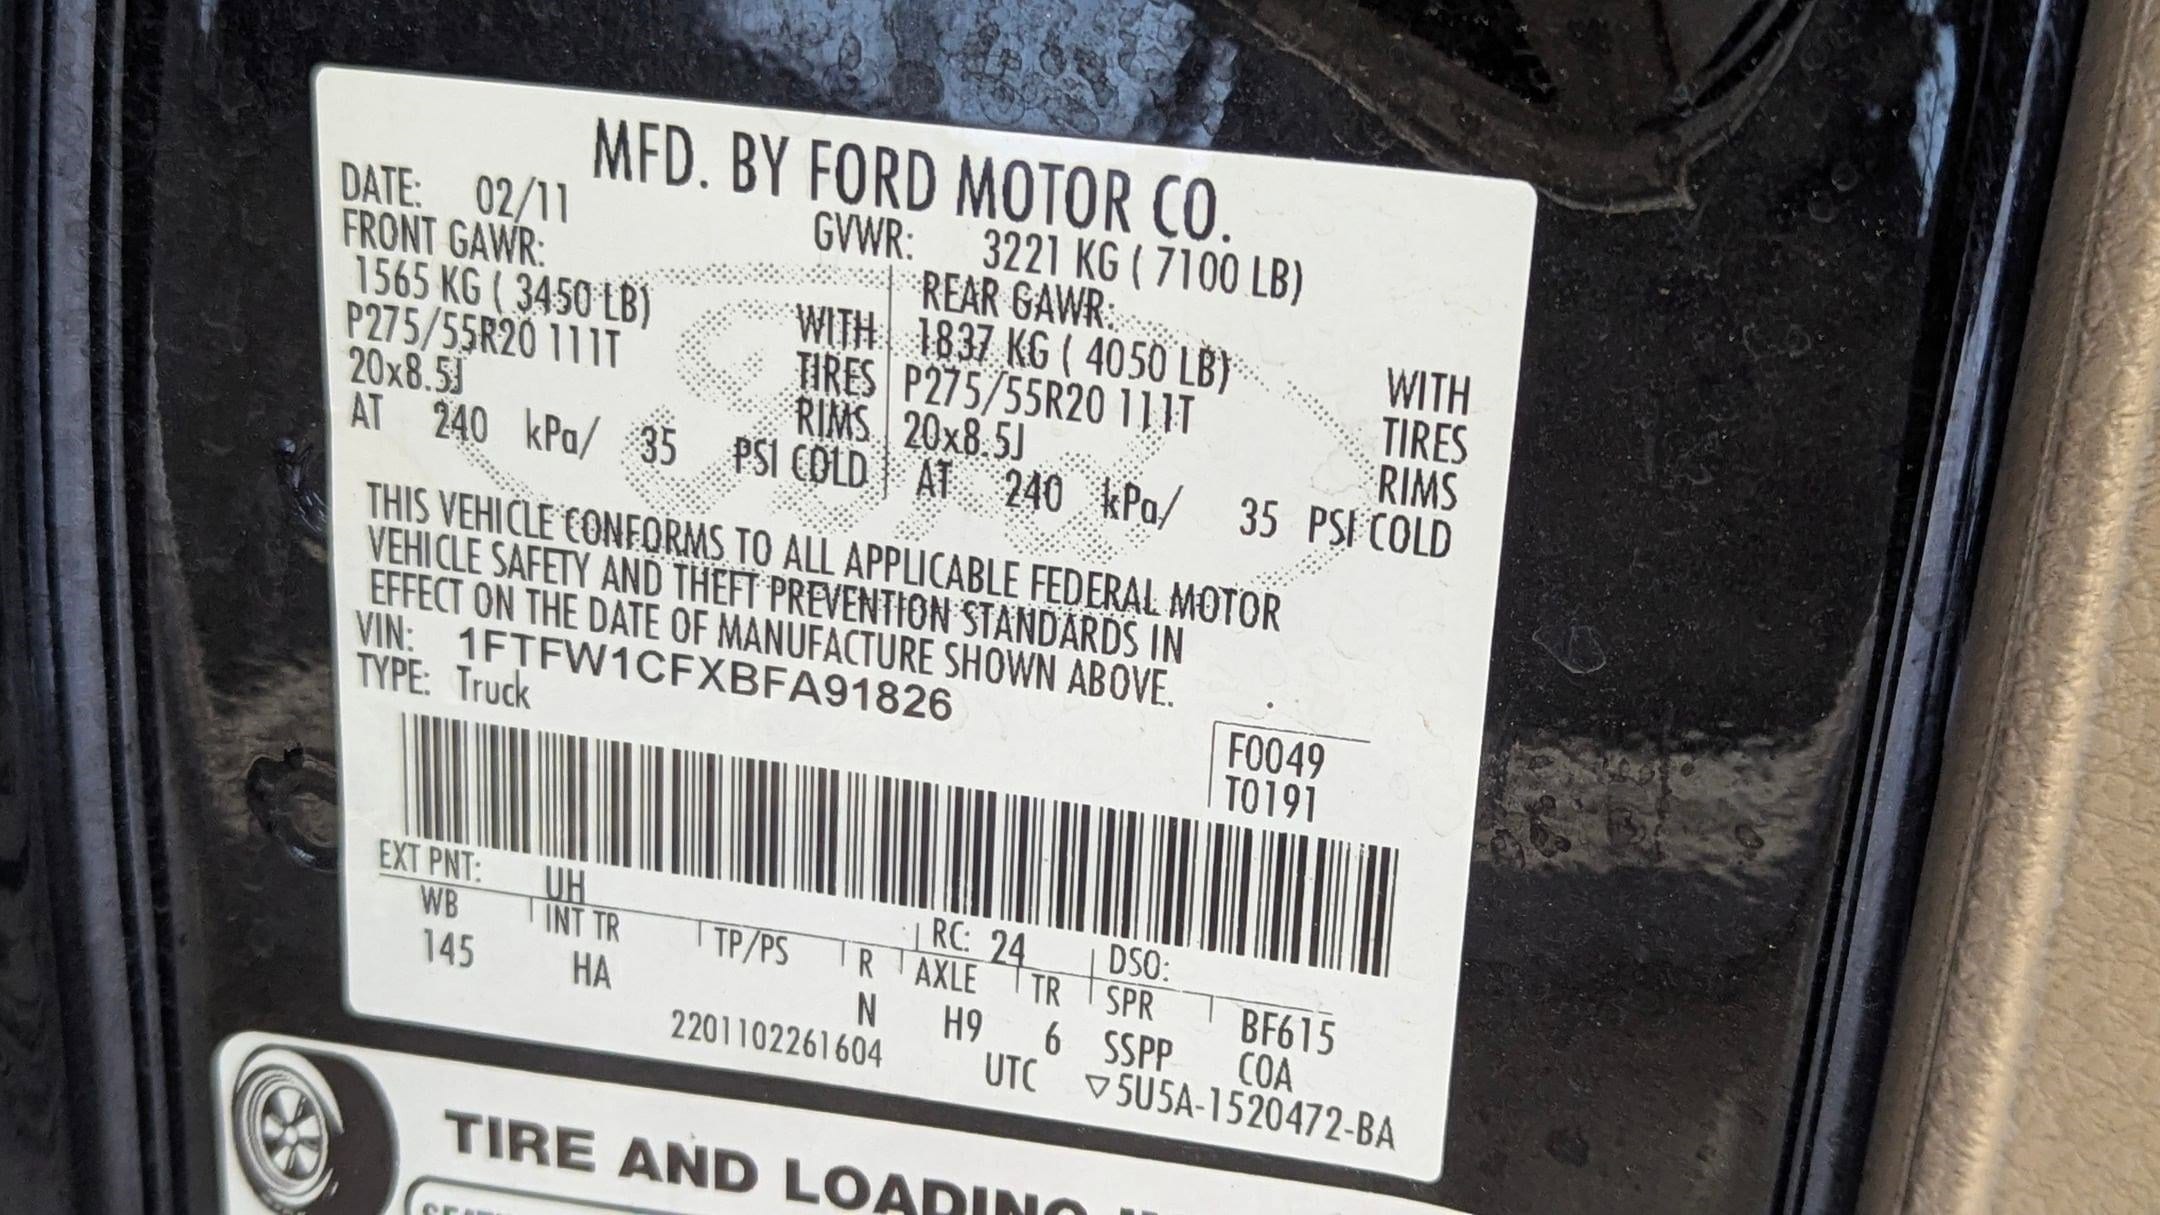 MFD. BY FORD MOTOR CO.
DATE: 02/11 GVWR: 3221 KG ( 7100 LB)
FRONT GAWR: REAR GAWR:
1565 KG ( 3450 LB) WITH 1837 KG ( 4050 LB) WITH
P275/55R20 111T TIRES P275/55R20 111T TIRES
20x8.5J RIMS 20x8.5J RIMS
AT 240 kPa/ 35 PSI COLD AT 240 kPa/ 35 PSI COLD
THIS VEHICLE CONFORMS TO ALL APPLICABLE FEDERAL MOTOR
VEHICLE SAFETY AND THEFT PREVENTION STANDARDS IN
EFFECT ON THE DATE OF MANUFACTURE SHOWN ABOVE.
VIN: 1FTFW1CFXBFA91826
TYPE: Truck
F0049
T0191
EXT PNT: UH RC: 24 DSO:
WB INT TR TP/PS R AXLE TR SPR BF615
145 HA N H9 6 SSPP COA
2201102261604 UTC ▽5U5A-1520472-BA
TIRE AND LOADING